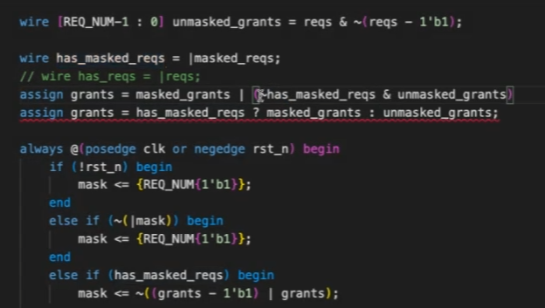 wire [REQ_NUM-1 : 0] unmasked_grants = reqs & ~(reqs - 1'b1);
wire has_masked_reqs = |masked_reqs;
// wire has_reqs = |reqs;
assign grants = masked_grants | (~has_masked_reqs & unmasked_grants)
assign grants = has_masked_reqs ? masked_grants : unmasked_grants;
always @(posedge clk or negedge rst_n) begin
if (!rst_n) begin
mask <= {REQ_NUM{1'b1}};
end
else if (~(|mask)) begin
mask <= {REQ_NUM{1'b1}};
end
else if (has_masked_reqs) begin
mask <= ~((grants - 1'b1) | grants);